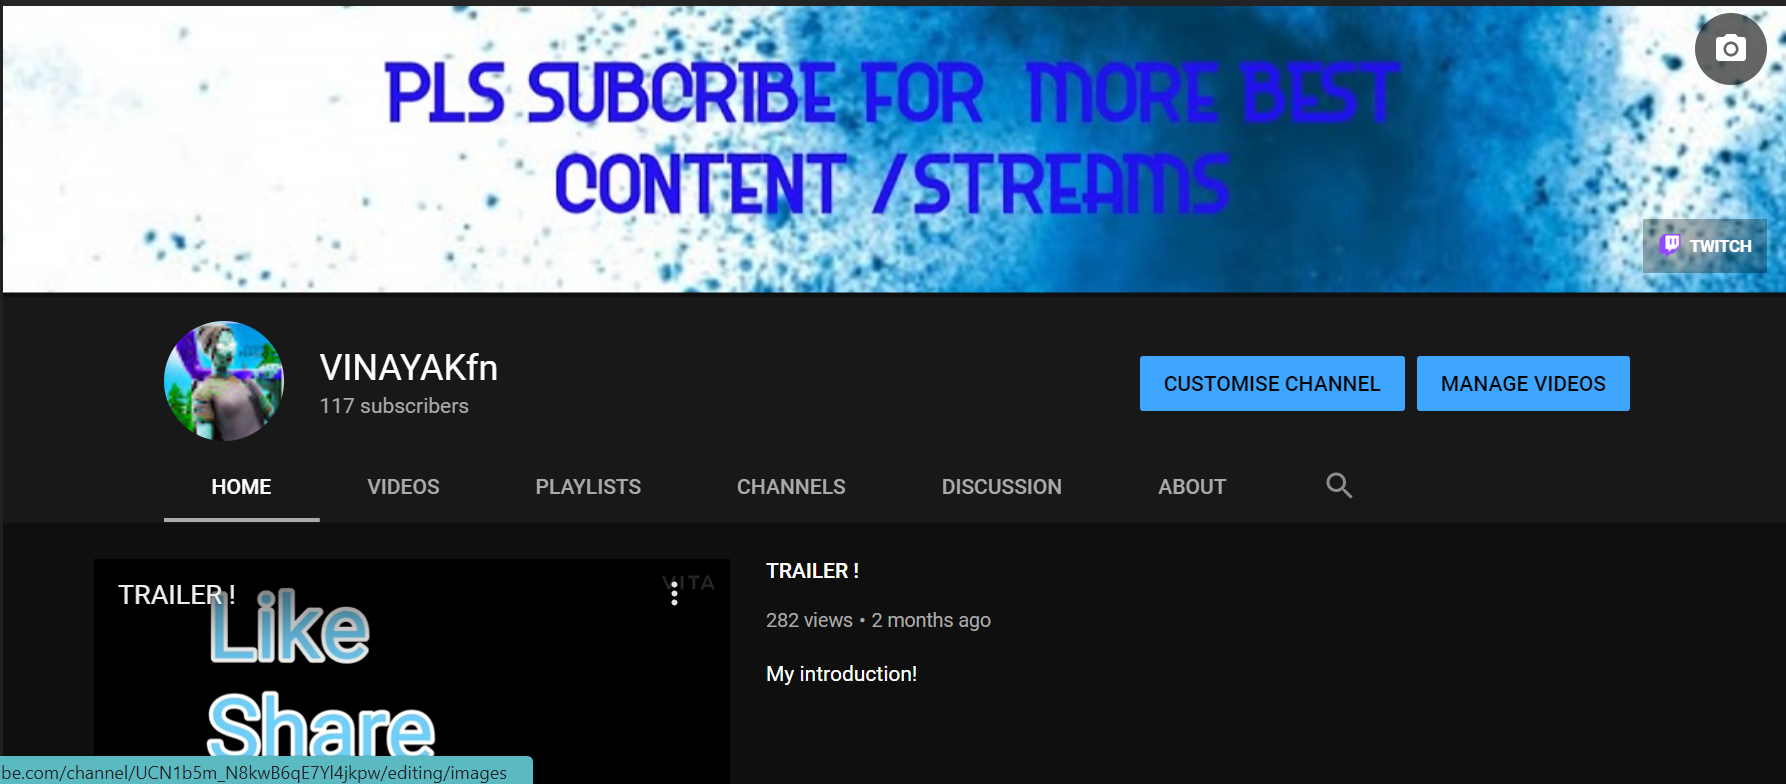 PLS SUBCRIBE FOR MORE BEST
CONTENT /STREAMS
TWITCH
VINAYAKfn
117 subscribers
CUSTOMISE CHANNEL
MANAGE VIDEOS
HOME
VIDEOS
PLAYLISTS
CHANNELS
DISCUSSION
ABOUT
TRAILER !
VITA
Like
Share
TRAILER !
282 views • 2 months ago
My introduction!
be.com/channel/UCN1b5m_N8kwB6qE7Yl4jkpw/editing/images